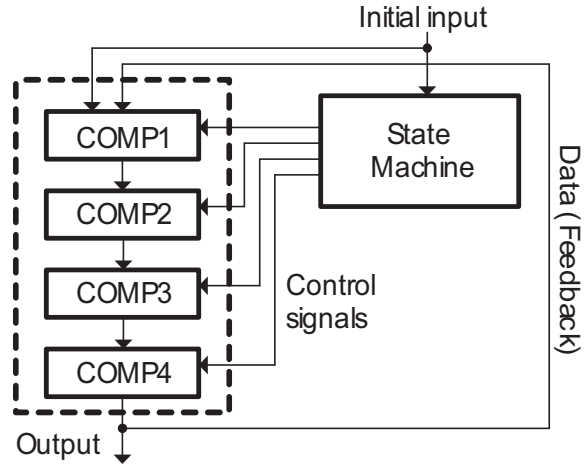 Initial input
COMP1
COMP2
COMP3
COMP4
State
Machine
Control
signals
Data (Feedback)
Output